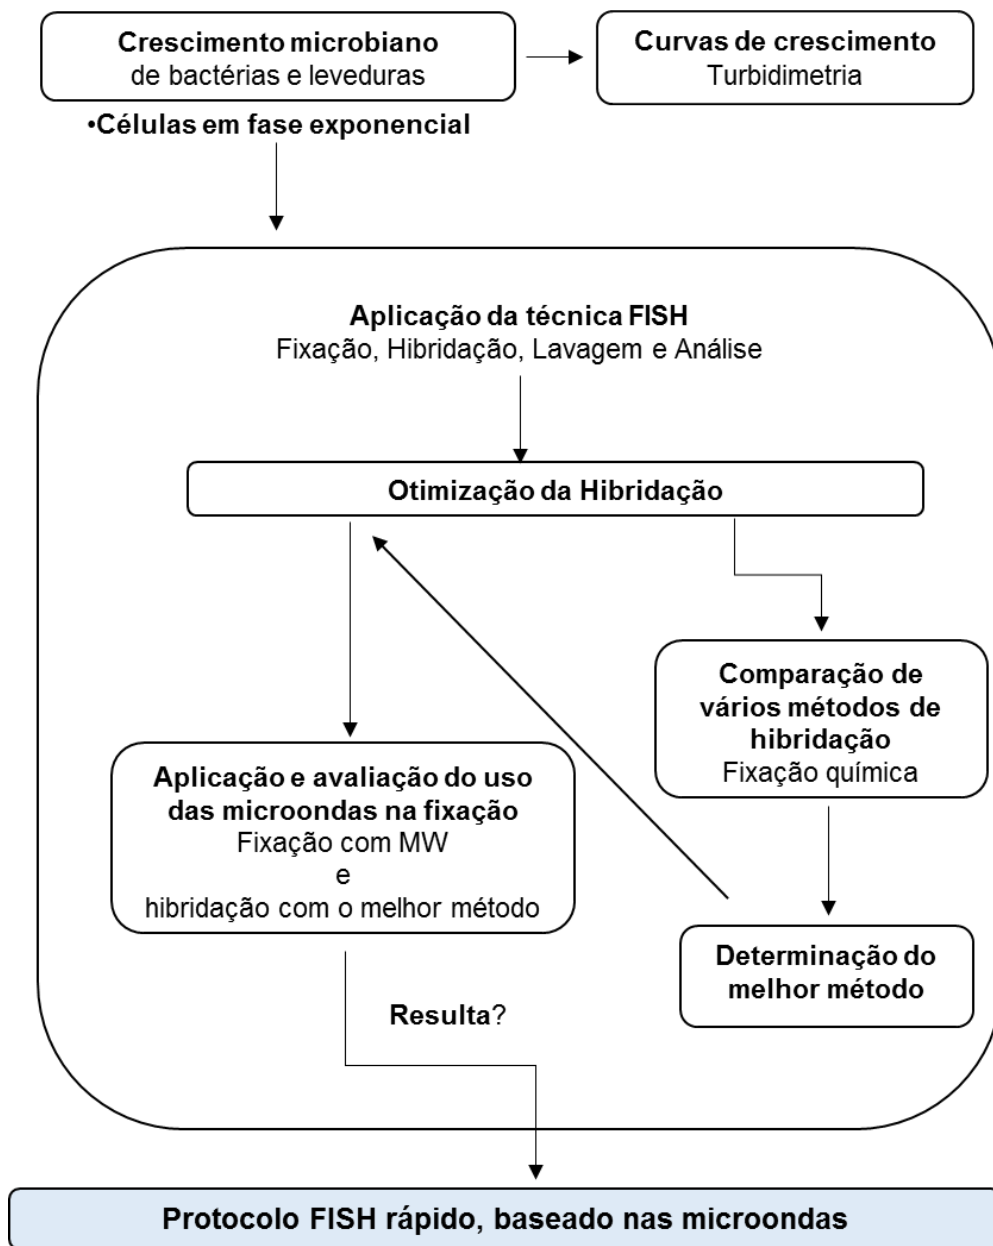 Crescimento microbiano
de bactérias e leveduras
Curvas de crescimento
Turbidimetria
•Células em fase exponencial
Aplicação da técnica FISH
Fixação, Hibridação, Lavagem e Análise
Otimização da Hibridação
Comparação de
vários métodos de
hibridação
Fixação química
Aplicação e avaliação do uso
das microondas na fixação
Fixação com MW
e
hibridação com o melhor método
Determinação do
melhor método
Resulta?
Protocolo FISH rápido, baseado nas microondas